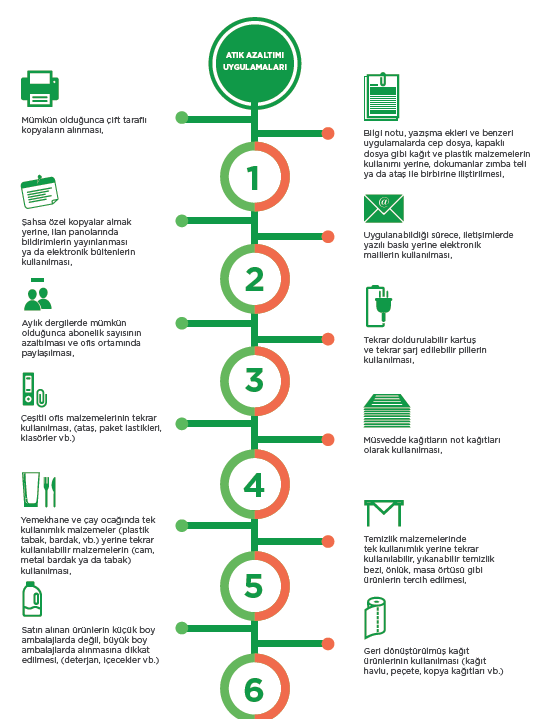 ATIK AZALTIMI
UYGULAMALARI
Mümkün olduğunca çift taraflı
kopyaların alınması,
Bilgi notu, yazışma ekleri ve benzeri
uygulamalarda cep dosya, kapaklı
dosya gibi kağıt ve plastik malzemelerin
kullanımı yerine, dokumanlar zımba teli
ya da ataş ile birbirine iliştirilmesi,
1
Şahsa özel kopyalar almak
yerine, ilan panolarında
bildirimlerin yayınlanması
ya da elektronik bültenlerin
kullanılması,
@
Uygulanabildiği sürece, iletişimlerde
yazılı baskı yerine elektronik
maillerin kullanılması,
2
Aylık dergilerde mümkün
olduğunca abonelik sayısının
azaltılması ve ofis ortamında
paylaşılması,
Tekrar doldurulabilir kartuş
ve tekrar şarj edilebilir pillerin
kullanılması,
3
Çeşitli ofis malzemelerinin tekrar
kullanılması, (ataş, paket lastikleri,
klasörler vb.)
Müsvedde kağıtların not kağıtları
olarak kullanılması,
4
Yemekhane ve çay ocağında tek
kullanımlık malzemeler (plastik
tabak, bardak, vb.) yerine tekrar
kullanılabilir malzemelerin (cam,
metal bardak ya da tabak)
kullanılması,
Temizlik malzemelerinde
tek kullanımlık yerine tekrar
kullanılabilir, yıkanabilir temizlik
bezi, önlük, masa örtüsü gibi
ürünlerin tercih edilmesi,
5
Satın alınan ürünlerin küçük boy
ambalajlarda değil, büyük boy
ambalajlarda alınmasına dikkat
edilmesi, (deterjan, içecekler vb.)
Geri dönüştürülmüş kağıt
ürünlerinin kullanılması (kağıt
havlu, peçete, kopya kağıtları vb.)
6